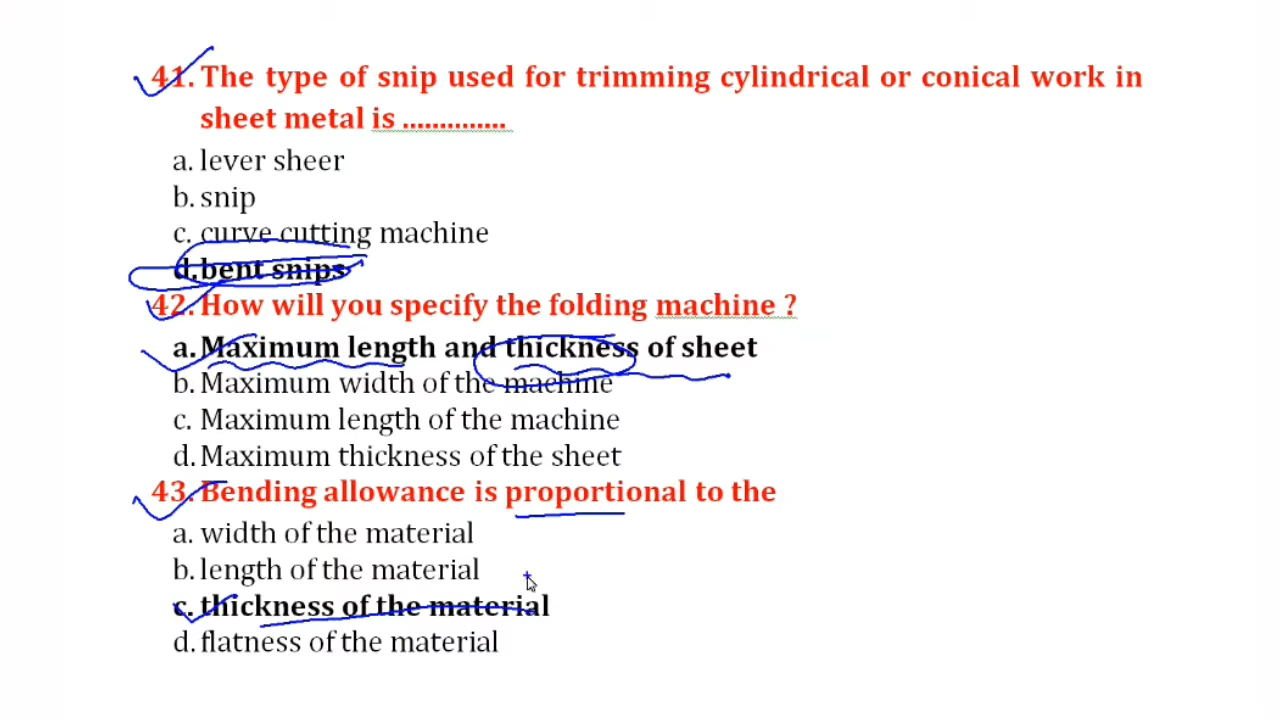 41. The type of snip used for trimming cylindrical or conical work in
sheet metal is ..............
a. lever sheer
b. snip
c. curve cutting machine
d. bent snips
42. How will you specify the folding machine ?
a. Maximum length and thickness of sheet
b. Maximum width of the machine
c. Maximum length of the machine
d. Maximum thickness of the sheet
43. Bending allowance is proportional to the
a. width of the material
b. length of the material
c. thickness of the material
d. flatness of the material